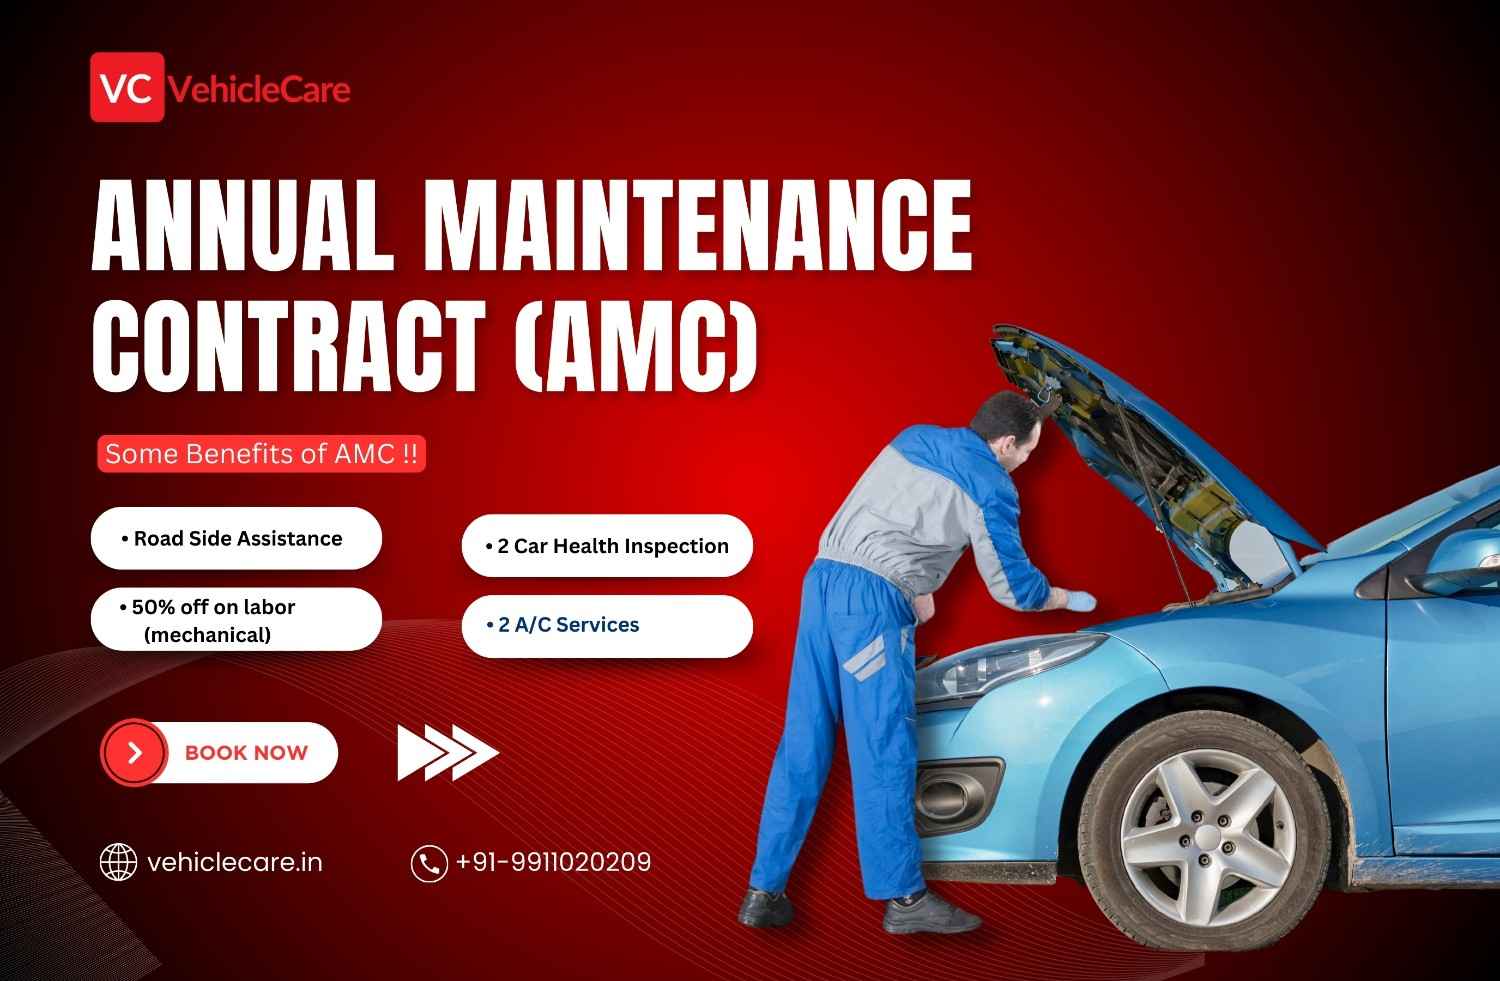 VC VehicleCare
ANNUAL MAINTENANCE
CONTRACT (AMC)
Some Benefits of AMC !!
• Road Side Assistance
• 2 Car Health Inspection
• 50% off on labor
(mechanical)
• 2 A/C Services
BOOK NOW
vehiclecare.in
+91-9911020209